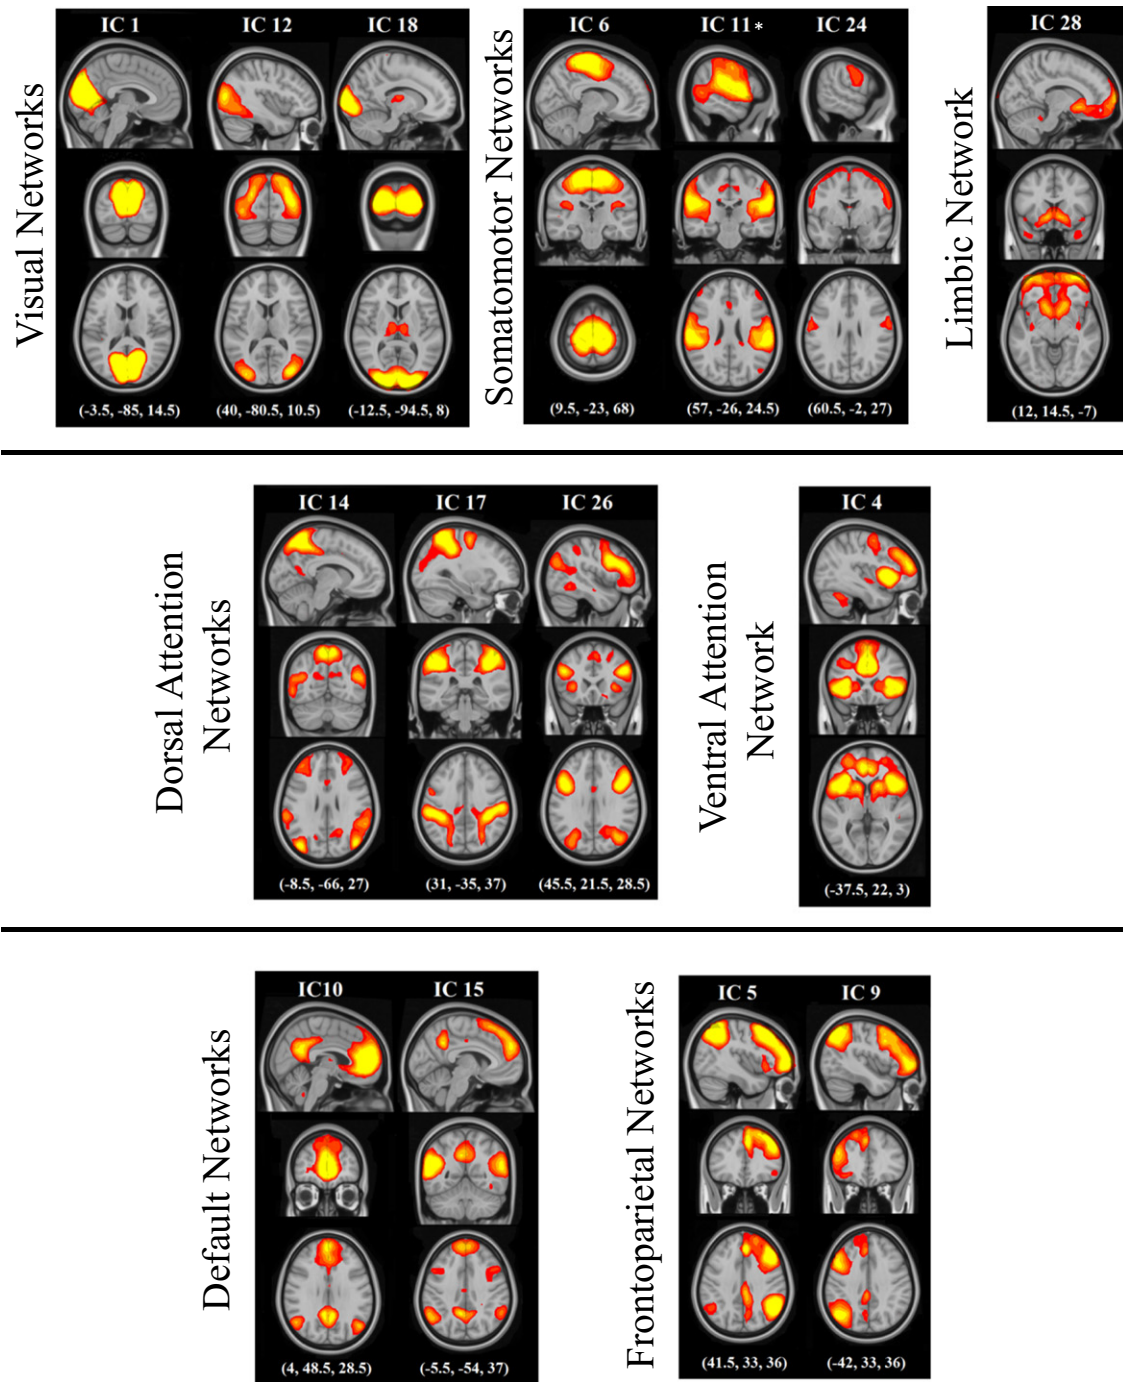 Visual Networks
IC 1
IC 12
IC 18
(-3.5, -85, 14.5)
(40, -80.5, 10.5)
(-12.5, -94.5, 8)
Somatomotor Networks
IC 6
IC 11*
IC 24
(9.5, -23, 68)
(57, -26, 24.5)
(60.5, -2, 27)
Limbic Network
IC 28
(12, 14.5, -7)
Dorsal Attention
Networks
IC 14
IC 17
IC 26
(-8.5, -66, 27)
(31, -35, 37)
(45.5, 21.5, 28.5)
Ventral Attention
Network
IC 4
(-37.5, 22, 3)
Default Networks
IC10
IC 15
(4, 48.5, 28.5)
(-5.5, -54, 37)
Frontoparietal Networks
IC 5
IC 9
(41.5, 33, 36)
(-42, 33, 36)